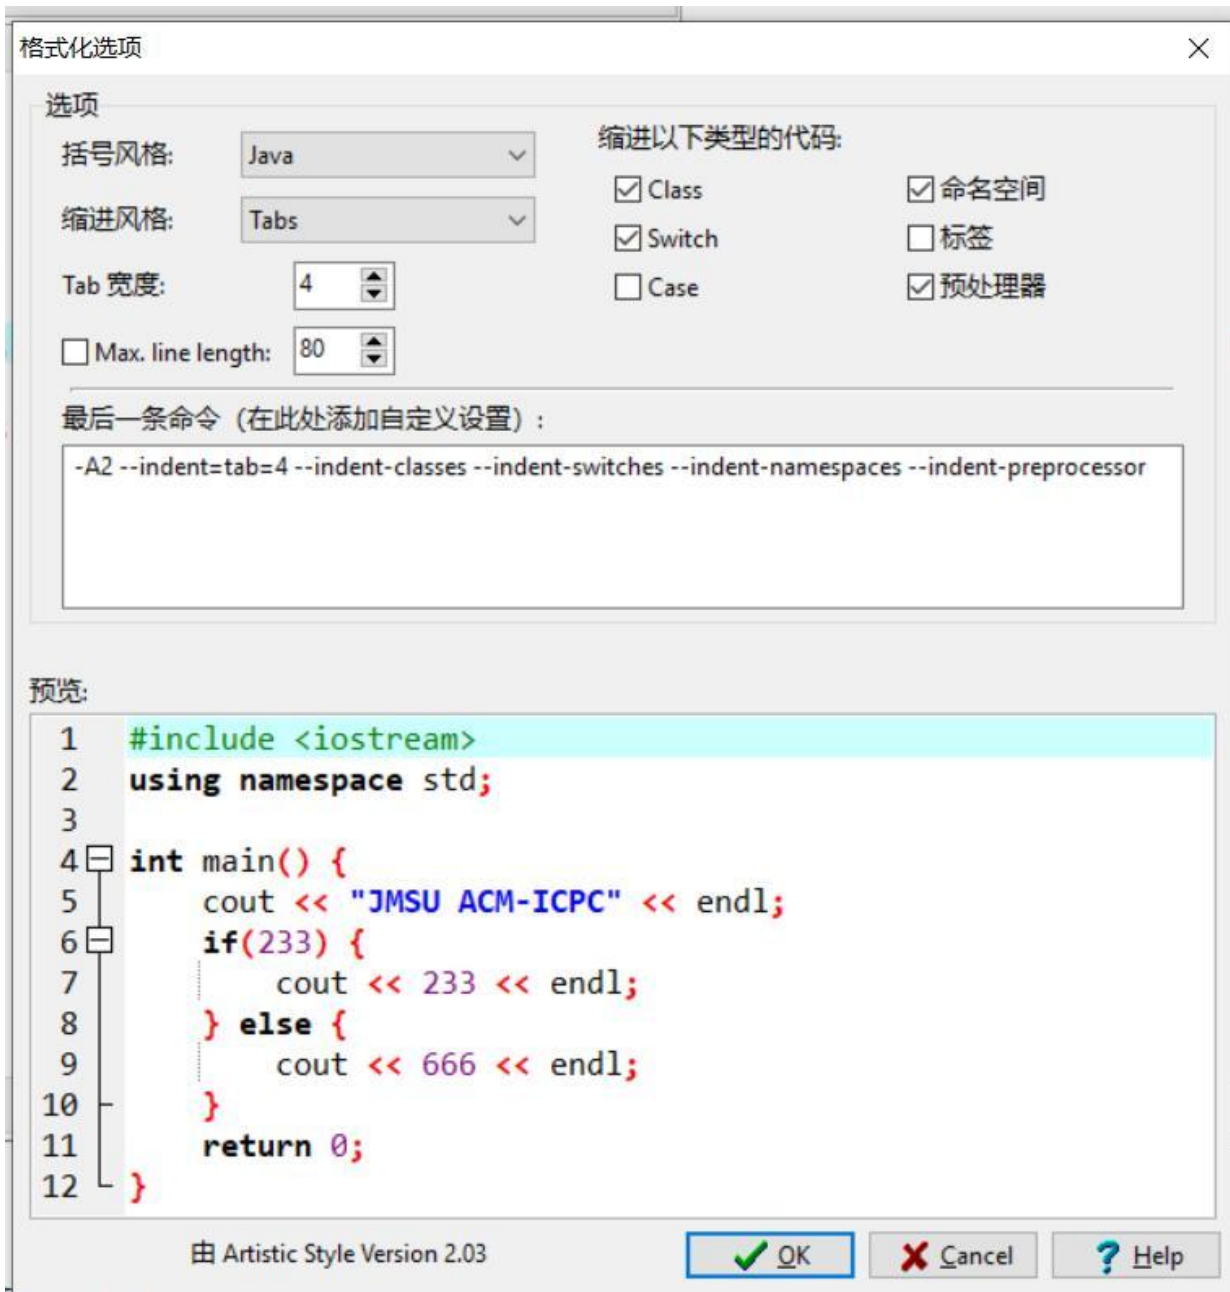 格式化选项
选项
括号风格: Java
缩进风格: Tabs
Tab 宽度: 4
Max. line length: 80
缩进以下类型的代码:
Class 命名空间
Switch 标签
Case 预处理器
最后一条命令（在此处添加自定义设置）:
-A2 --indent=tab=4 --indent-classes --indent-switches --indent-namespaces --indent-preprocessor
预览:
1 #include <iostream>
2 using namespace std;
3
4 int main() {
5 cout << "JMSU ACM-ICPC" << endl;
6 if(233) {
7 cout << 233 << endl;
8 } else {
9 cout << 666 << endl;
10 }
11 return 0;
12 }
由 Artistic Style Version 2.03
OK Cancel Help